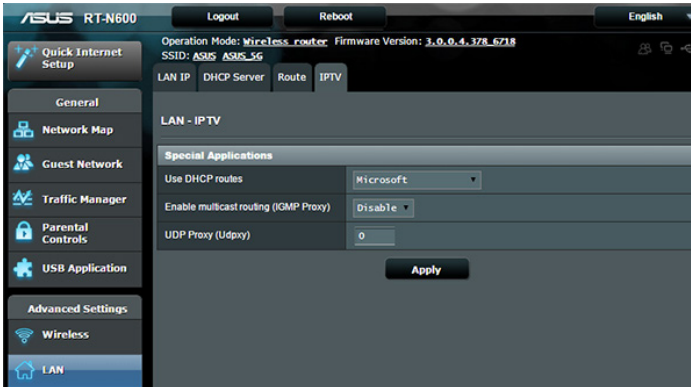 ASUS RT-N600
Logout
Reboot
English
Quick Internet Setup
Operation Mode: Wireless router Firmware Version: 3.0.0.4.378_6718
SSID: ASUS ASUS_5G
LAN IP
DHCP Server
Route
IPTV
General
Network Map
Guest Network
Traffic Manager
Parental Controls
USB Application
Advanced Settings
Wireless
LAN
LAN - IPTV
Special Applications
Use DHCP routes Microsoft
Enable multicast routing (IGMP Proxy) Disable
UDP Proxy (Udpxy) 0
Apply